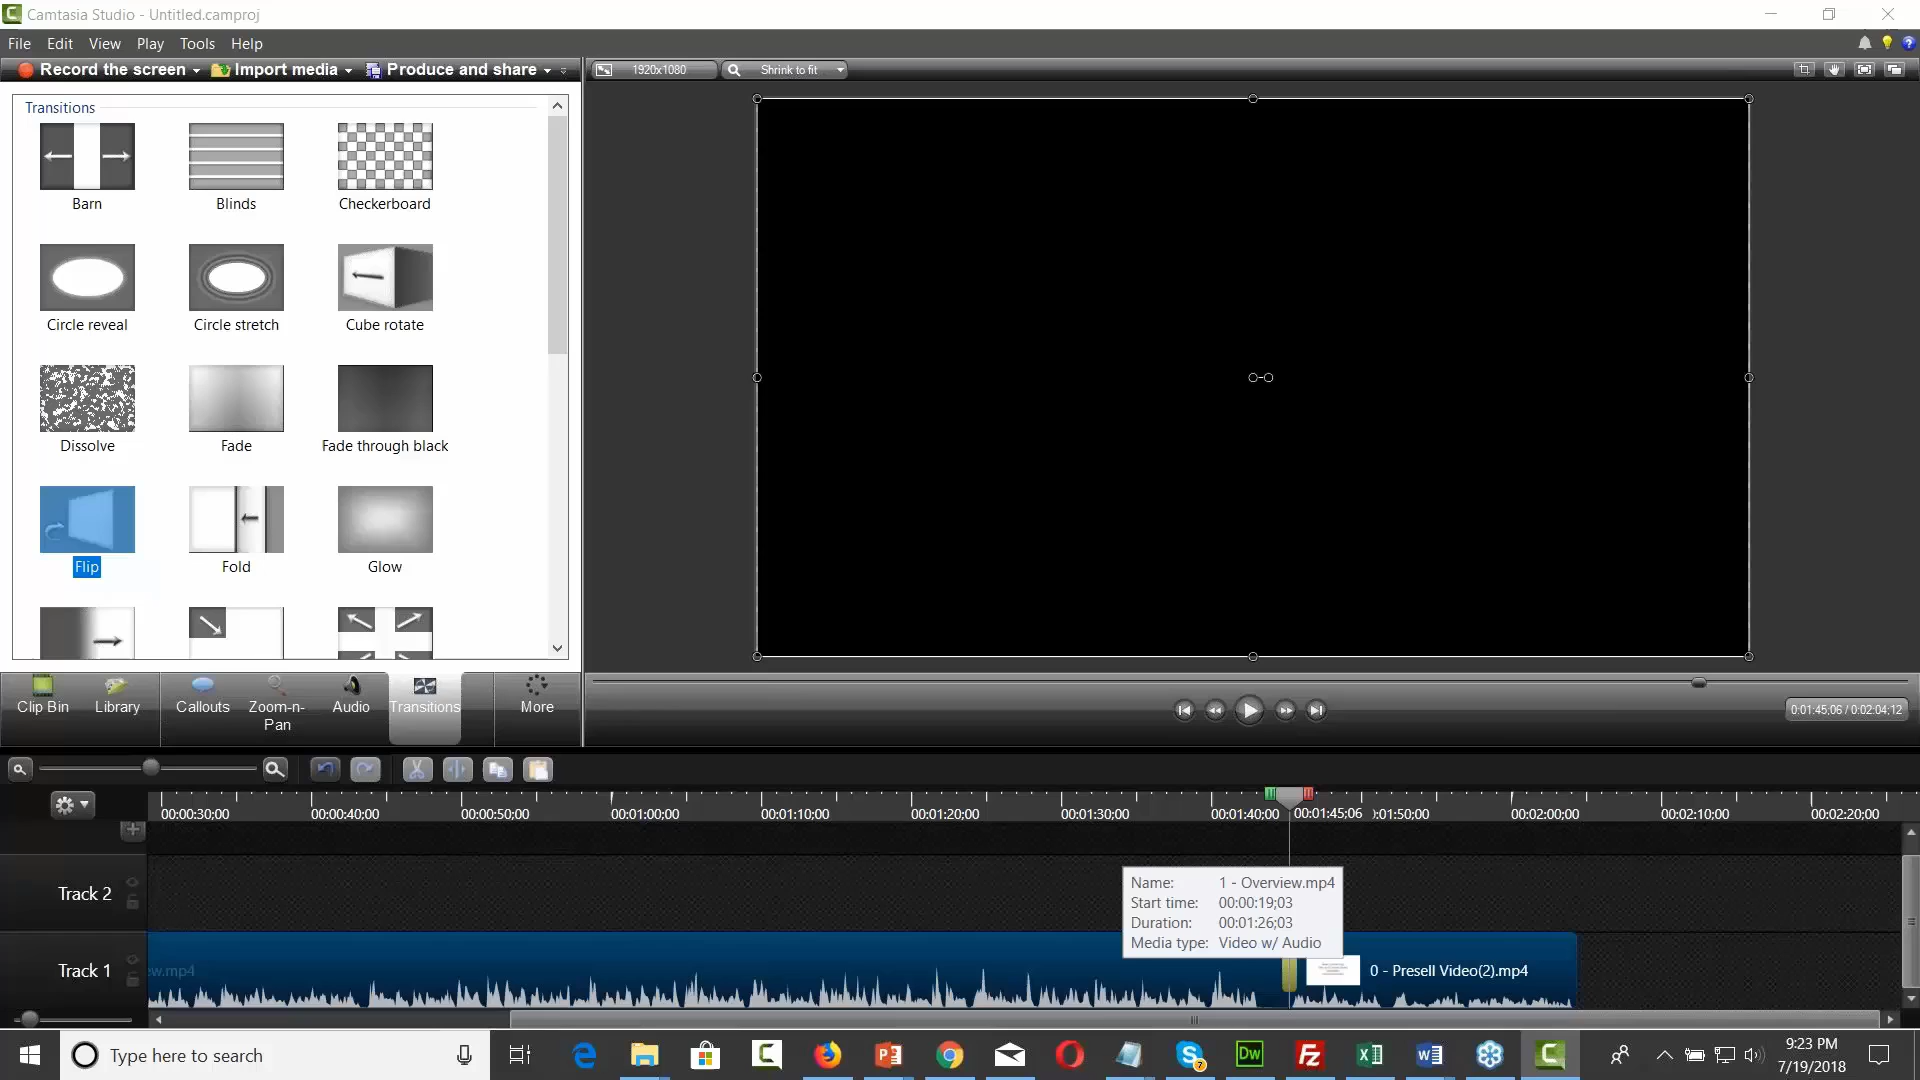 Camtasia Studio - Untitled.camproj
File Edit View Play Tools Help
Record the screen Import media Produce and share
1920x1080 Shrink to fit
Transitions
Barn Blinds Checkerboard
Circle reveal Circle stretch Cube rotate
Dissolve Fade Fade through black
Flip Fold Glow
Clip Bin Library Callouts Zoom-n-Pan Audio Transitions More
0:01:45;06 / 0:02:04;12
00:00:30;00 00:00:40;00 00:00:50;00 00:01:00;00 00:01:10;00 00:01:20;00 00:01:30;00 00:01:40;00 00:01:45;06 :01:50;00 00:02:00;00 00:02:10;00 00:02:20;00
Track 2
Name: 1 - Overview.mp4
Start time: 00:00:19;03
Duration: 00:01:26;03
Media type: Video w/ Audio
Track 1
ew.mp4
0 - Presell Video(2).mp4
Type here to search
7
Dw
9:23 PM
7/19/2018